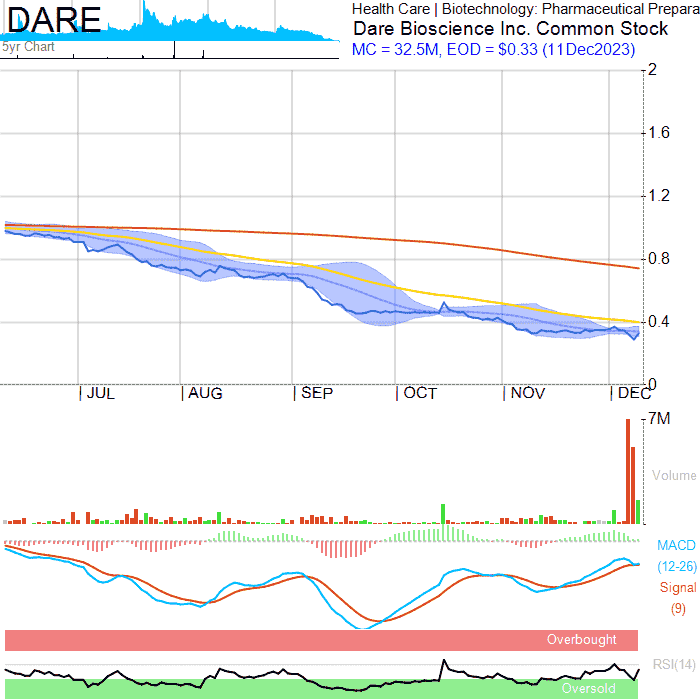 DARE
5yr Chart
Health Care | Biotechnology: Pharmaceutical Prepara
Dare Bioscience Inc. Common Stock
MC = 32.5M, EOD = $0.33 (11Dec2023)
2
1.6
1.2
0.8
0.4
0
JUL AUG SEP OCT NOV DEC
7M
Volume
MACD
(12-26)
Signal
(9)
Overbought
RSI(14)
Oversold